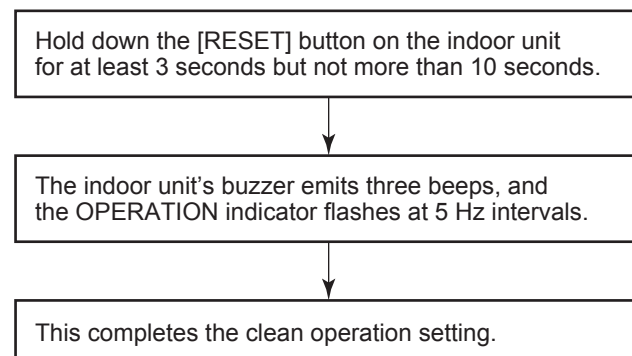 Hold down the [RESET] button on the indoor unit
for at least 3 seconds but not more than 10 seconds.
The indoor unit's buzzer emits three beeps, and
the OPERATION indicator flashes at 5 Hz intervals.
This completes the clean operation setting.